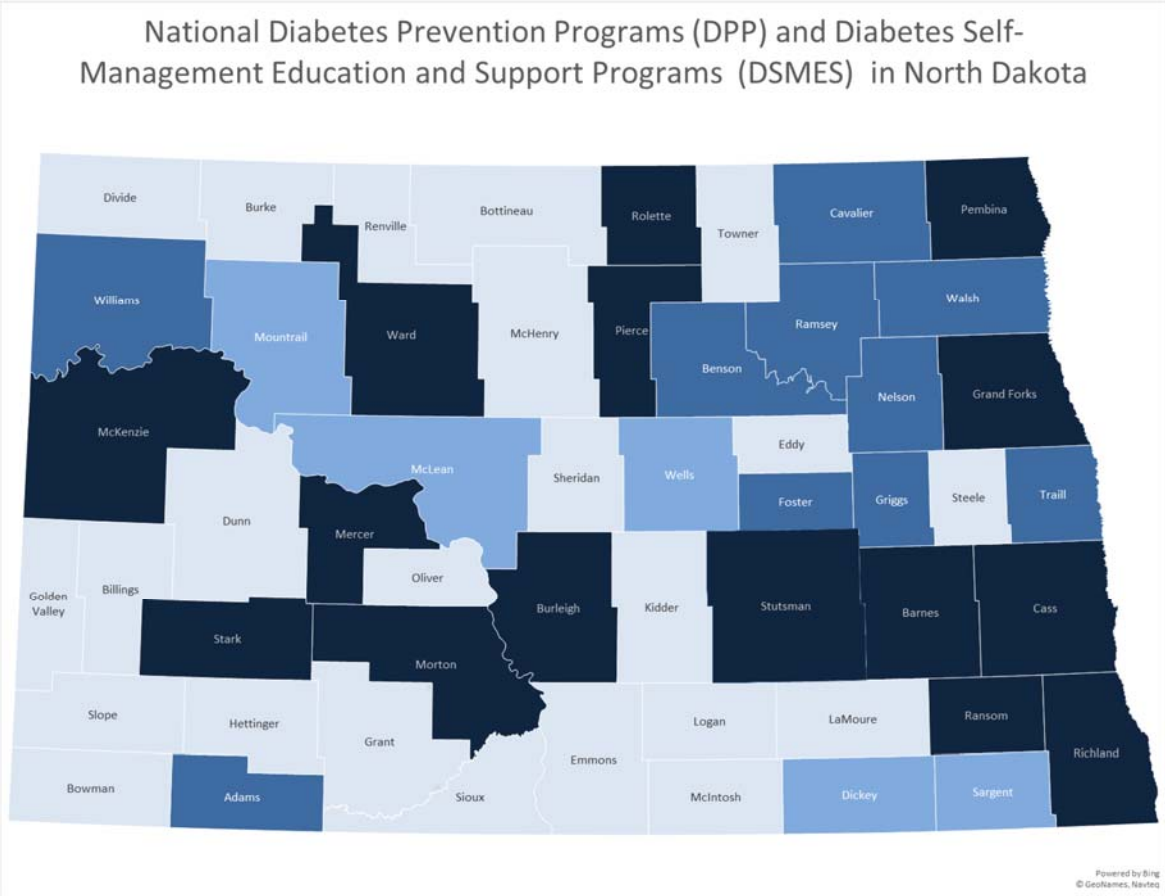 National Diabetes Prevention Programs (DPP) and Diabetes Self-
Management Education and Support Programs (DSMES) in North Dakota
Divide
Burke
Renville
Bottineau
Rolette
Towner
Cavalier
Pembina
Williams
Mountrail
Ward
McHenry
Pierce
Benson
Ramsey
Walsh
Nelson
Grand Forks
McKenzie
Dunn
McLean
Sheridan
Wells
Eddy
Foster
Griggs
Steele
Traill
Mercer
Oliver
Golden
Valley
Billings
Stark
Morton
Burleigh
Kidder
Stutsman
Barnes
Cass
Slope
Hettinger
Grant
Emmons
Logan
LaMoure
Ransom
Richland
Bowman
Adams
Sioux
McIntosh
Dickey
Sargent
Powered by Bing
© GeoNames, Navteq